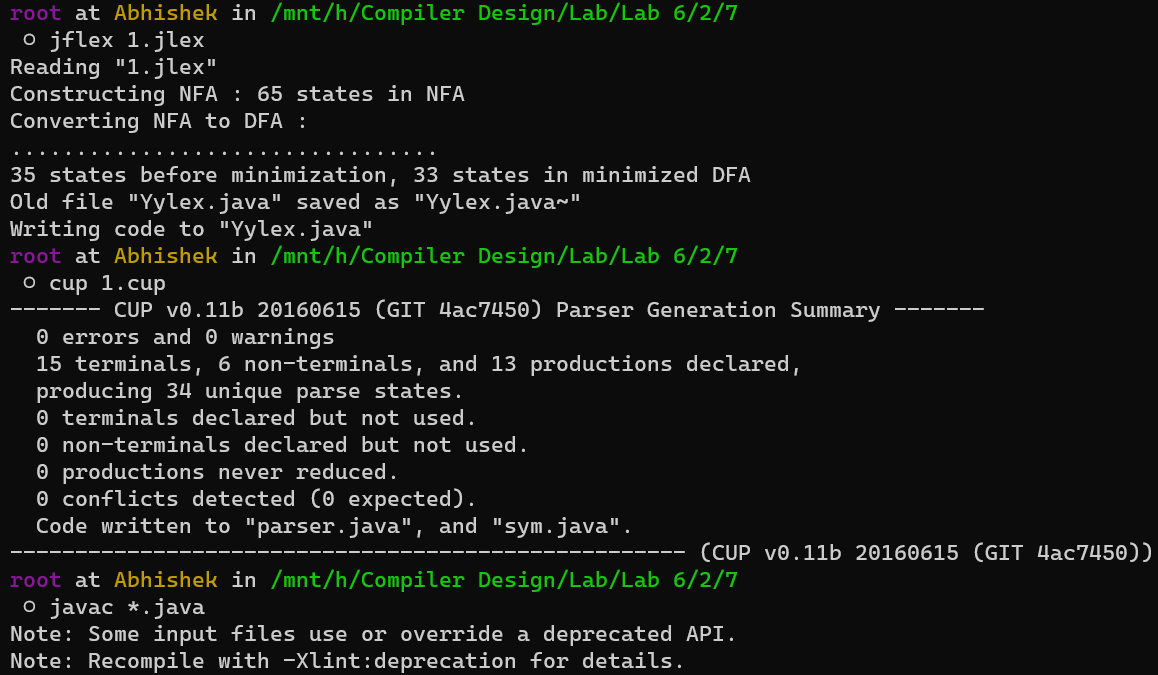 root at Abhishek in /mnt/h/Compiler Design/Lab/Lab 6/2/7
○ jflex 1.jlex
Reading "1.jlex"
Constructing NFA : 65 states in NFA
Converting NFA to DFA :
.................................
35 states before minimization, 33 states in minimized DFA
Old file "Yylex.java" saved as "Yylex.java~"
Writing code to "Yylex.java"
root at Abhishek in /mnt/h/Compiler Design/Lab/Lab 6/2/7
○ cup 1.cup
------- CUP v0.11b 20160615 (GIT 4ac7450) Parser Generation Summary -------
  0 errors and 0 warnings
  15 terminals, 6 non-terminals, and 13 productions declared,
  producing 34 unique parse states.
  0 terminals declared but not used.
  0 non-terminals declared but not used.
  0 productions never reduced.
  0 conflicts detected (0 expected).
  Code written to "parser.java", and "sym.java".
---------------------------------------------------- (CUP v0.11b 20160615 (GIT 4ac7450))
root at Abhishek in /mnt/h/Compiler Design/Lab/Lab 6/2/7
○ javac *.java
Note: Some input files use or override a deprecated API.
Note: Recompile with -Xlint:deprecation for details.